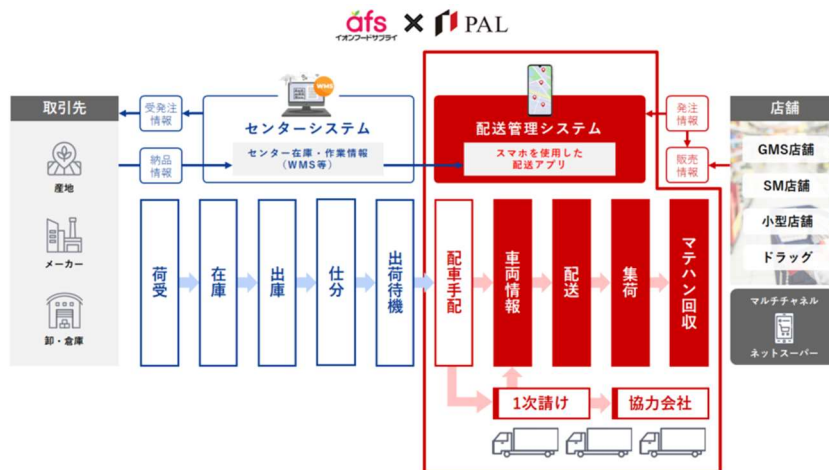 afs
イオンフードサプライ
×
PAL
取引先
産地
メーカー
卸・倉庫
受発注
情報
納品
情報
WMS
センターシステム
センター在庫・作業情報
（WMS等）
配送管理システム
スマホを使用した
配送アプリ
発注
情報
販売
情報
店舗
GMS店舗
SM店舗
小型店舗
ドラッグ
マルチチャネル
ネットスーパー
荷受
在庫
出庫
仕分
出荷待機
配車手配
車両情報
配送
集荷
マテハン回収
1次請け
協力会社